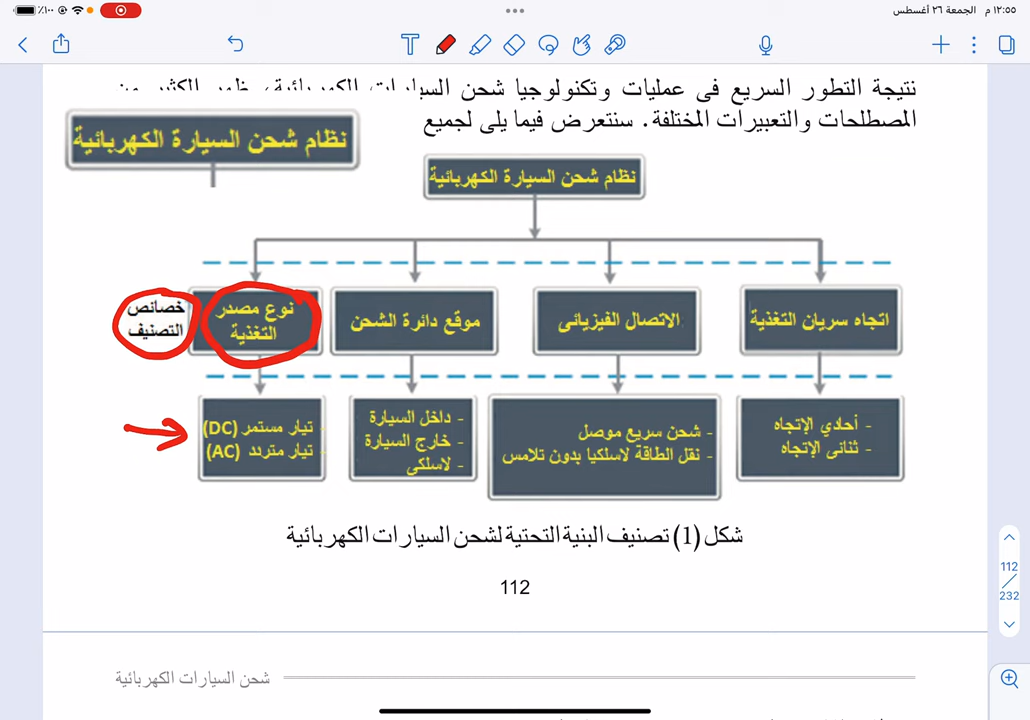 ١٢:٥٥ م الجمعة ٢٦ أغسطس
٪١٠٠
نتيجة التطور السريع فى عمليات وتكنولوجيا شحن السيارات الكهربائية، ظهر الكثير من
المصطلحات والتعبيرات المختلفة. سنتعرض فيما يلى لجميع
نظام شحن السيارة الكهربائية
نظام شحن السيارة الكهربائية
اتجاه سريان التغذية
الاتصال الفيزيائى
موقع دائرة الشحن
نوع مصدر
التغذية
خصائص
التصنيف
- أحادي الإتجاه
- ثنائى الإتجاه
- شحن سريع موصل
- نقل الطاقة لاسلكيا بدون تلامس
- داخل السيارة
- خارج السيارة
- لاسلكى
- تيار مستمر (DC)
- تيار متردد (AC)
شكل (1) تصنيف البنية التحتية لشحن السيارات الكهربائية
112
112
232
شحن السيارات الكهربائية